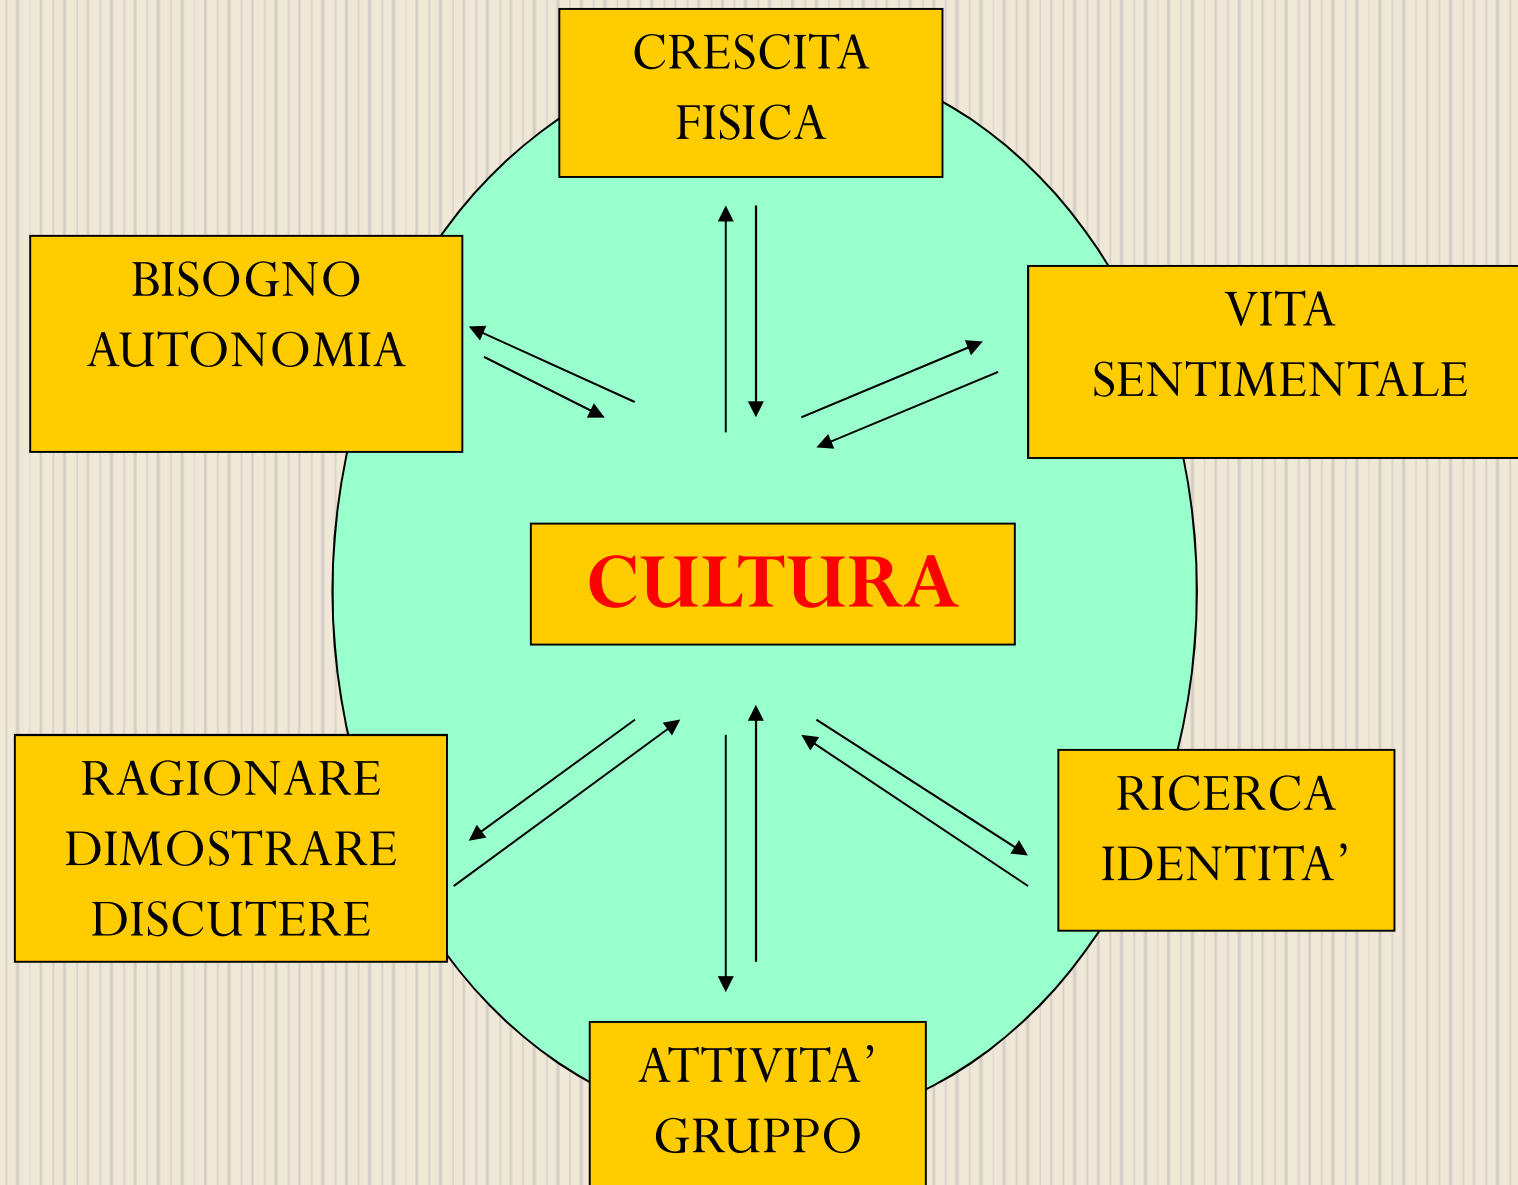 CRESCITA
FISICA
BISOGNO
AUTONOMIA
VITA
SENTIMENTALE
CULTURA
RAGIONARE
DIMOSTRARE
DISCUTERE
RICERCA
IDENTITA’
ATTIVITA’
GRUPPO